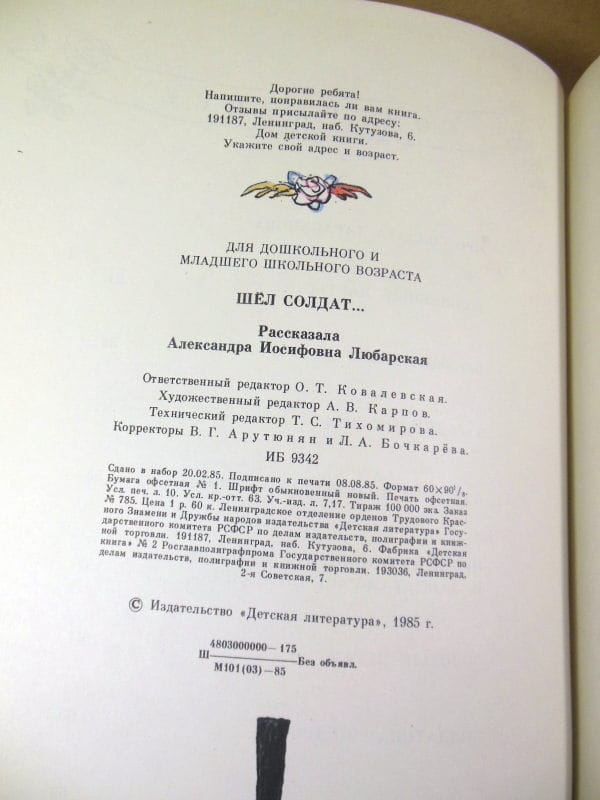 Дорогие ребята!
Напишите, понравилась ли вам книга.
Отзывы присылайте по адресу:
191187, Ленинград, наб. Кутузова, 6.
Дом детской книги.
Укажите свой адрес и возраст.
ДЛЯ ДОШКОЛЬНОГО И
МЛАДШЕГО ШКОЛЬНОГО ВОЗРАСТА
ШЁЛ СОЛДАТ...
Рассказала
Александра Иосифовна Любарская
Ответственный редактор О. Т. Ковалевская.
Художественный редактор А. В. Карпов.
Технический редактор Т. С. Тихомирова.
Корректоры В. Г. Арутюнян и Л. А. Бочкарёва.
ИБ 9342
Сдано в набор 20.02.85. Подписано к печати 08.08.85. Формат 60×90¹/₈.
Бумага офсетная № 1. Шрифт обыкновенный новый. Печать офсетная.
Усл. печ. л. 10. Усл. кр.-отт. 63. Уч.-изд. л. 7,17. Тираж 100 000 экз. Заказ
№ 785. Цена 1 р. 60 к. Ленинградское отделение орденов Трудового Крас-
ного Знамени и Дружбы народов издательства «Детская литература» Госу-
дарственного комитета РСФСР по делам издательств, полиграфии и книж-
ной торговли. 191187, Ленинград, наб. Кутузова, 6. Фабрика «Детская
книга» № 2 Росглавполиграфпрома Государственного комитета РСФСР по
делам издательств, полиграфии и книжной торговли. 193036, Ленинград,
2-я Советская, 7.
© Издательство «Детская литература», 1985 г.
4803000000—175
Ш————Без объявл.
М101(03)—85